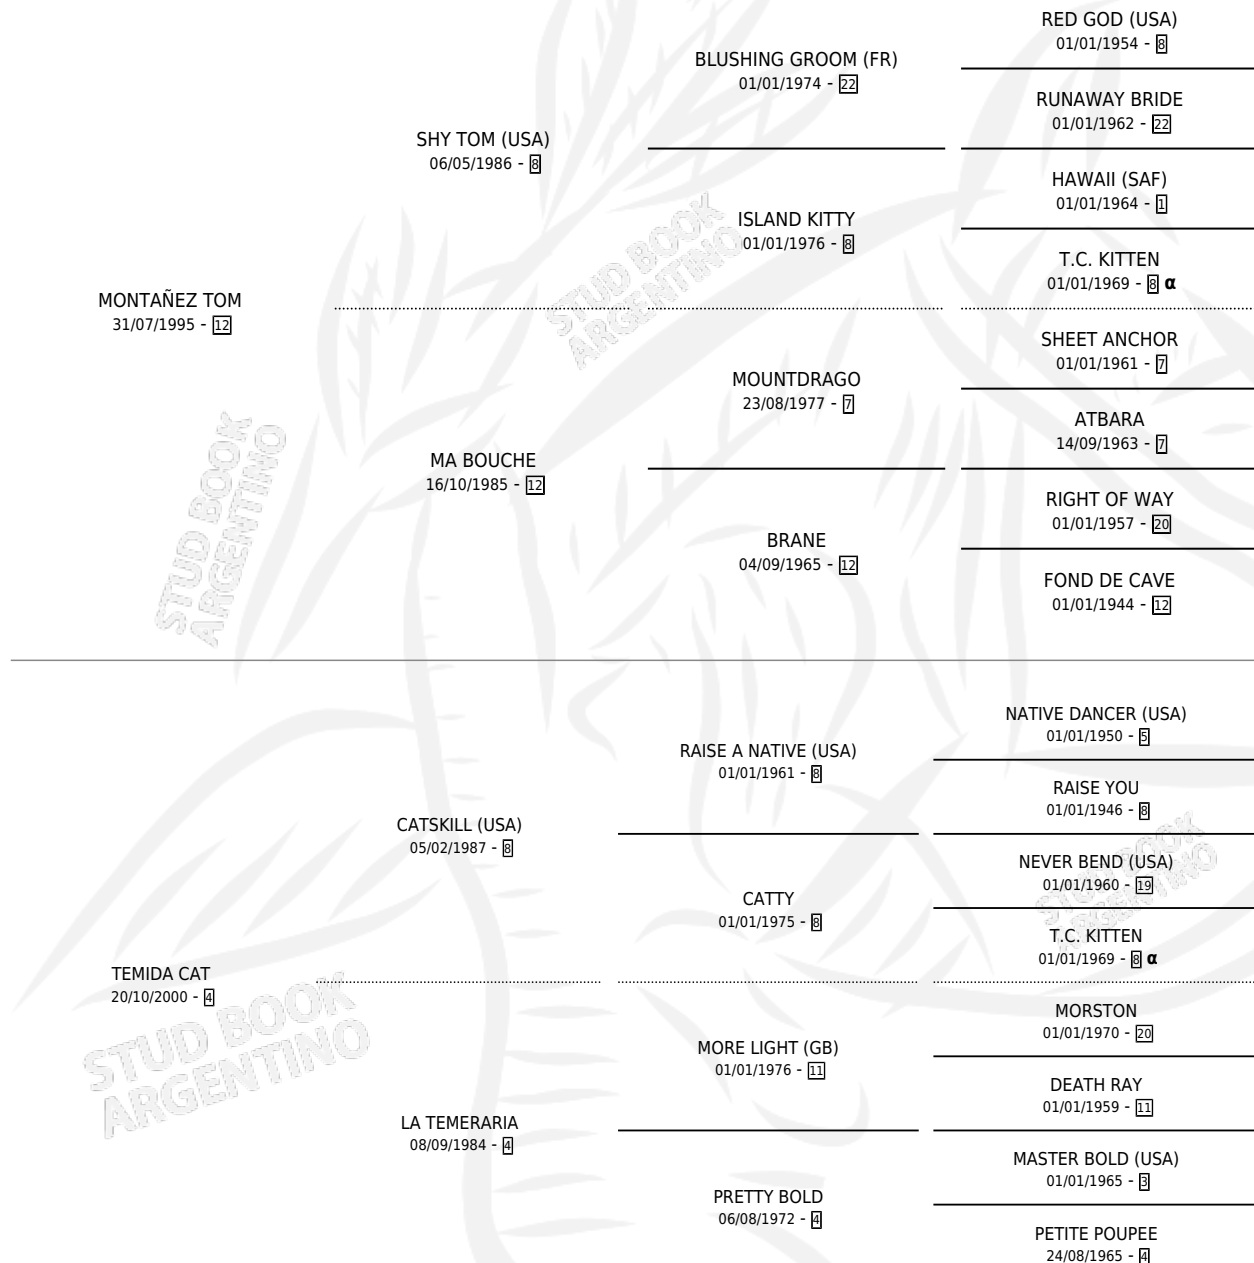 RED GOD (USA)
01/01/1954 - 8
BLUSHING GROOM (FR)
01/01/1974 - 22
RUNAWAY BRIDE
01/01/1962 - 22
SHY TOM (USA)
06/05/1986 - 8
HAWAII (SAF)
01/01/1964 - 1
ISLAND KITTY
01/01/1976 - 8
T.C. KITTEN
01/01/1969 - 8 α
MONTAÑEZ TOM
31/07/1995 - 12
SHEET ANCHOR
01/01/1961 - 7
MOUNTDRAGO
23/08/1977 - 7
ATBARA
14/09/1963 - 7
MA BOUCHE
16/10/1985 - 12
RIGHT OF WAY
01/01/1957 - 20
BRANE
04/09/1965 - 12
FOND DE CAVE
01/01/1944 - 12
NATIVE DANCER (USA)
01/01/1950 - 5
RAISE A NATIVE (USA)
01/01/1961 - 8
RAISE YOU
01/01/1946 - 8
CATSKILL (USA)
05/02/1987 - 8
NEVER BEND (USA)
01/01/1960 - 19
CATTY
01/01/1975 - 8
T.C. KITTEN
01/01/1969 - 8 α
TEMIDA CAT
20/10/2000 - 4
MORSTON
01/01/1970 - 20
MORE LIGHT (GB)
01/01/1976 - 11
DEATH RAY
01/01/1959 - 11
LA TEMERARIA
08/09/1984 - 4
MASTER BOLD (USA)
01/01/1965 - 3
PRETTY BOLD
06/08/1972 - 4
PETITE POUPEE
24/08/1965 - 4
STUD BOOK
ARGENTINO
STUD BOOK
ARGENTINO
STUD BOOK
ARGENTINO
STUD BOOK
ARGENTINO